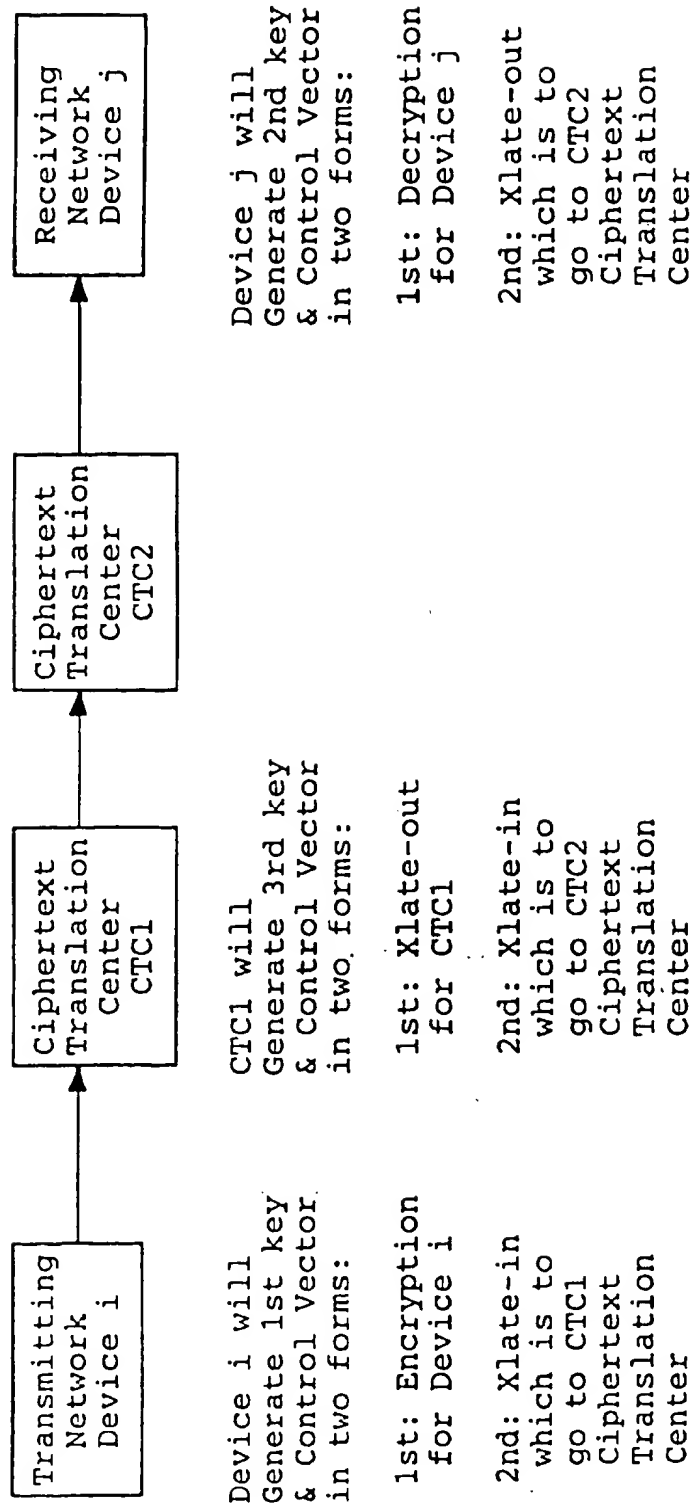 Transmitting
Network
Device i
Ciphertext
Translation
Center
CTC1
Ciphertext
Translation
Center
CTC2
Receiving
Network
Device j
Device i will
Generate 1st key
& Control Vector
in two forms:
1st: Encryption
for Device i
2nd: Xlate-in
which is to
go to CTC1
Ciphertext
Translation
Center
CTC1 will
Generate 3rd key
& Control Vector
in two forms:
1st: Xlate-out
for CTC1
2nd: Xlate-in
which is to
go to CTC2
Ciphertext
Translation
Center
Device j will
Generate 2nd key
& Control Vector
in two forms:
1st: Decryption
for Device j
2nd: Xlate-out
which is to
go to CTC2
Ciphertext
Translation
Center